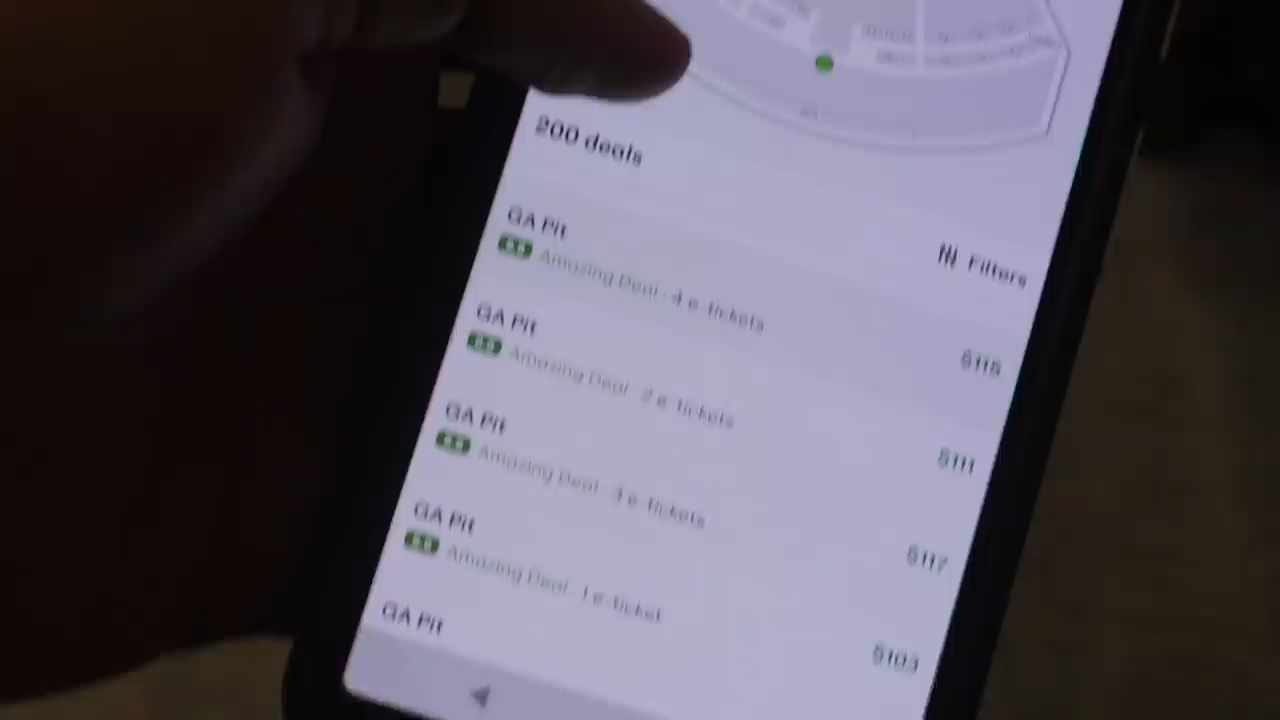 200 deals
Filters
GA Pit
Amazing Deal · 4 e-tickets
$115
GA Pit
Amazing Deal · 2 e-tickets
$111
GA Pit
Amazing Deal · 3 e-tickets
$117
GA Pit
Amazing Deal · 1 e-ticket
$103
GA Pit